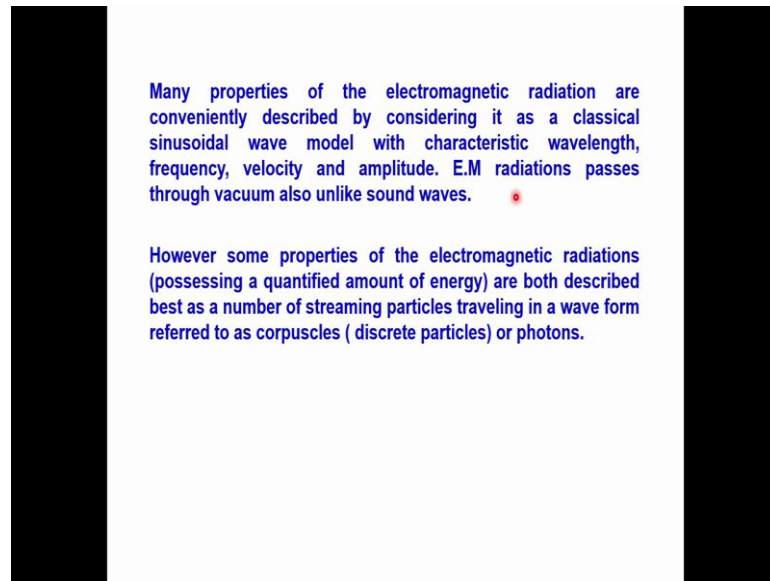 Many properties of the electromagnetic radiation are
conveniently described by considering it as a classical
sinusoidal wave model with characteristic wavelength,
frequency, velocity and amplitude. E.M radiations passes
through vacuum also unlike sound waves.
However some properties of the electromagnetic radiations
(possessing a quantified amount of energy) are both described
best as a number of streaming particles traveling in a wave form
referred to as corpuscles ( discrete particles) or photons.